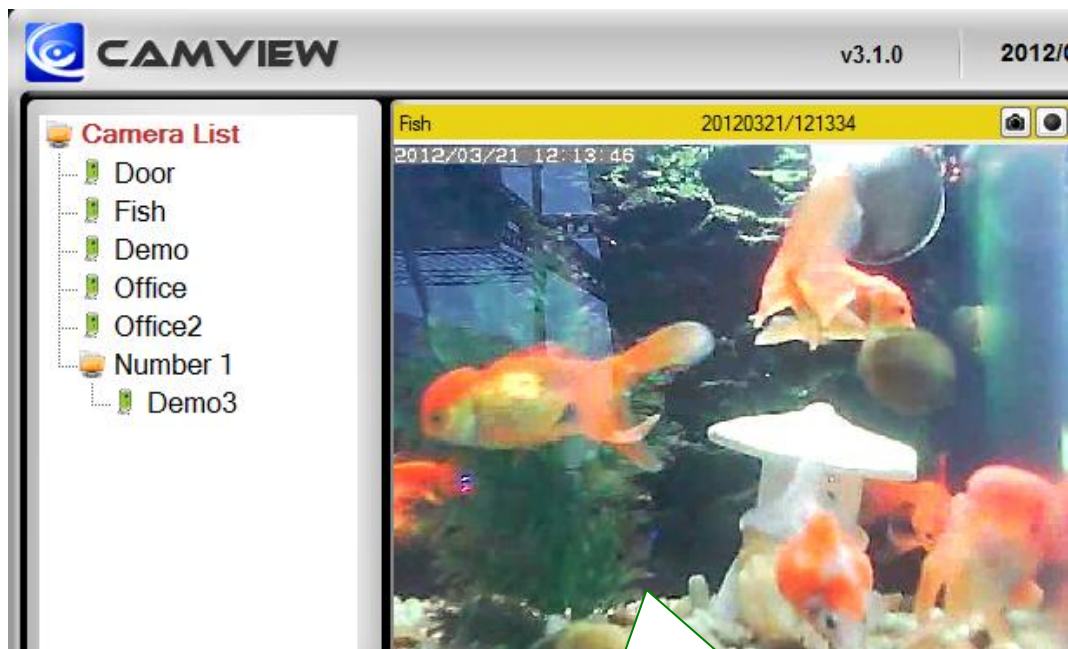 CAMVIEW v3.1.0 2012/0
Camera List
Door
Fish
Demo
Office
Office2
Number 1
Demo3
Fish 20120321/121334
2012/03/21 12:13:46